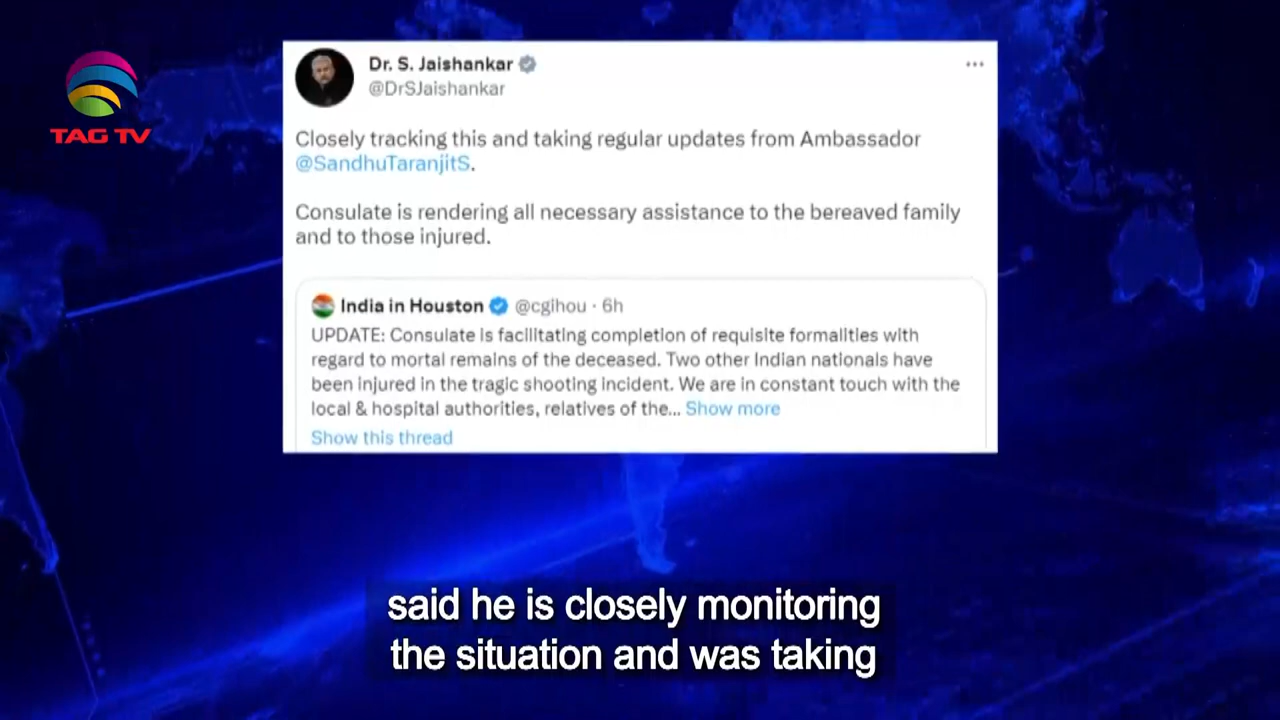 TAG TV
Dr. S. Jaishankar
@DrSJaishankar
Closely tracking this and taking regular updates from Ambassador
@SandhuTaranjitS.
Consulate is rendering all necessary assistance to the bereaved family
and to those injured.
India in Houston @cgihou · 6h
UPDATE: Consulate is facilitating completion of requisite formalities with
regard to mortal remains of the deceased. Two other Indian nationals have
been injured in the tragic shooting incident. We are in constant touch with the
local & hospital authorities, relatives of the... Show more
Show this thread
said he is closely monitoring
the situation and was taking